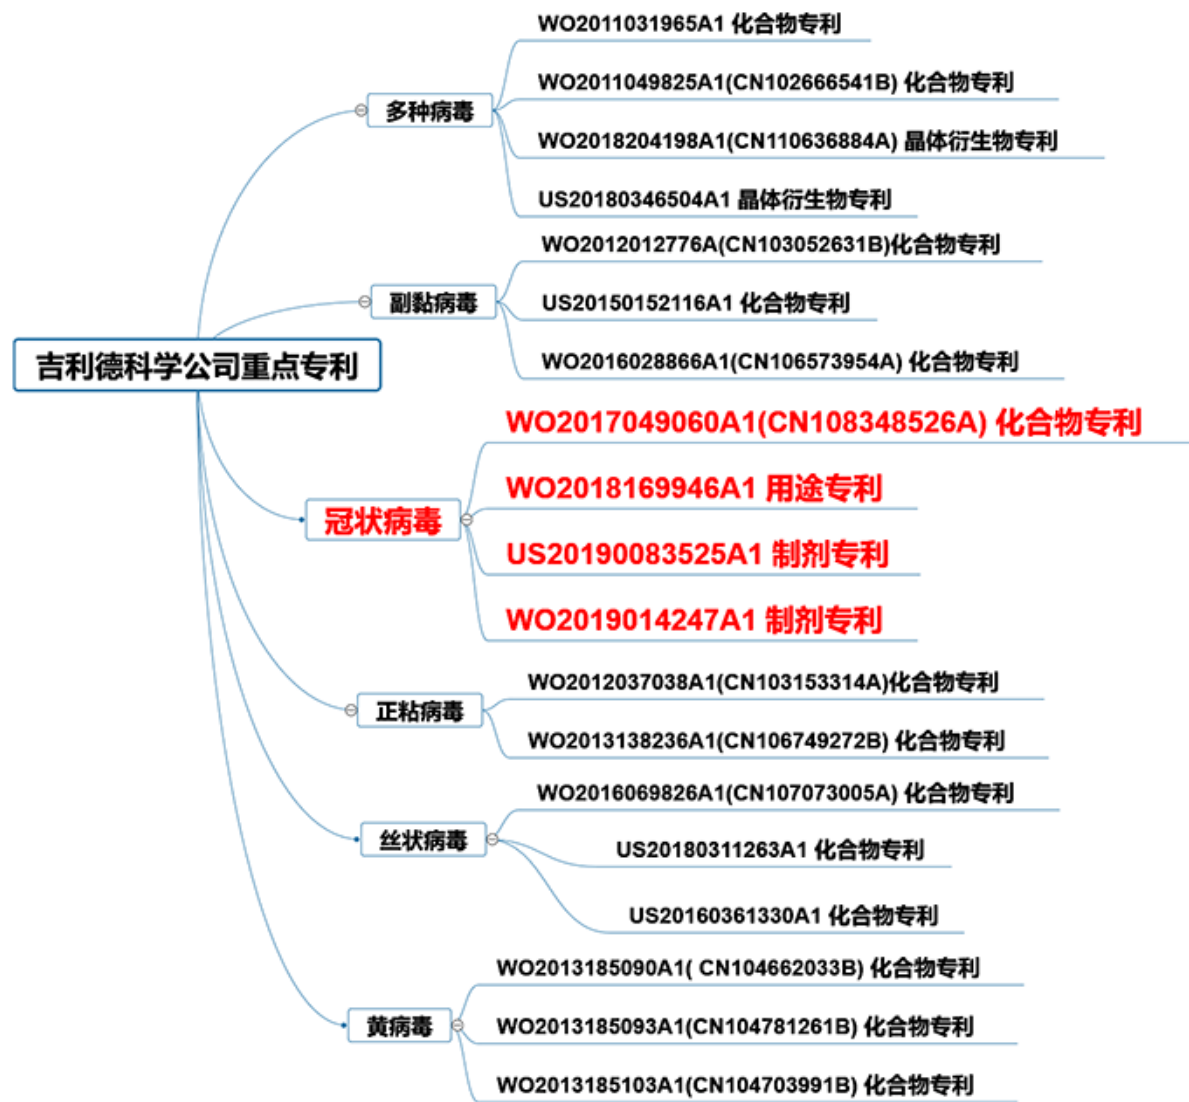 吉利德科学公司重点专利
多种病毒
WO2011031965A1 化合物专利
WO2011049825A1(CN102666541B) 化合物专利
WO2018204198A1(CN110636884A) 晶体衍生物专利
US20180346504A1 晶体衍生物专利
副黏病毒
WO2012012776A(CN103052631B)化合物专利
US20150152116A1 化合物专利
WO2016028866A1(CN106573954A) 化合物专利
冠状病毒
WO2017049060A1(CN108348526A) 化合物专利
WO2018169946A1 用途专利
US20190083525A1 制剂专利
WO2019014247A1 制剂专利
正粘病毒
WO2012037038A1(CN103153314A)化合物专利
WO2013138236A1(CN106749272B) 化合物专利
丝状病毒
WO2016069826A1(CN107073005A) 化合物专利
US20180311263A1 化合物专利
US20160361330A1 化合物专利
黄病毒
WO2013185090A1( CN104662033B) 化合物专利
WO2013185093A1(CN104781261B) 化合物专利
WO2013185103A1(CN104703991B) 化合物专利